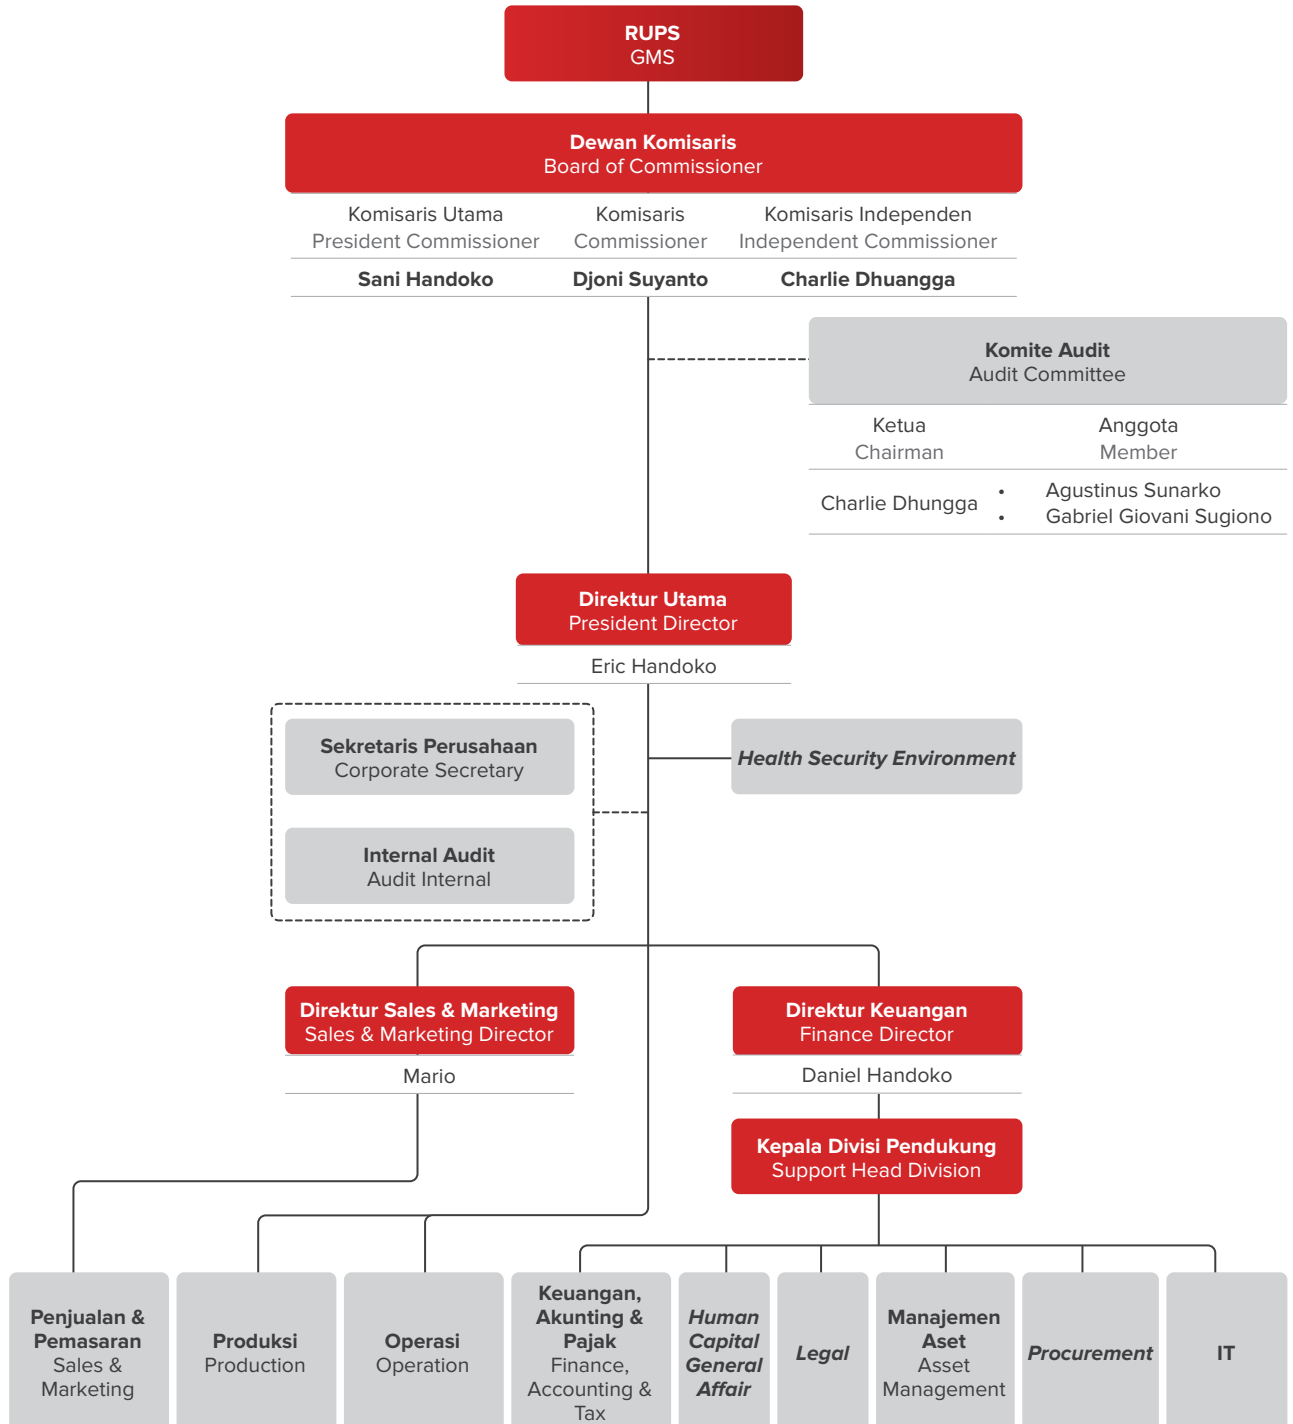 RUPS
GMS
Dewan Komisaris
Board of Commissioner
Komisaris Utama
President Commissioner
Komisaris
Commissioner
Komisaris Independen
Independent Commissioner
Sani Handoko
Djoni Suyanto
Charlie Dhuangga
Komite Audit
Audit Committee
Ketua
Chairman
Anggota
Member
Charlie Dhungga
• Agustinus Sunarko
• Gabriel Giovani Sugiono
Direktur Utama
President Director
Eric Handoko
Sekretaris Perusahaan
Corporate Secretary
Health Security Environment
Internal Audit
Audit Internal
Direktur Sales & Marketing
Sales & Marketing Director
Mario
Direktur Keuangan
Finance Director
Daniel Handoko
Kepala Divisi Pendukung
Support Head Division
Penjualan &
Pemasaran
Sales &
Marketing
Produksi
Production
Operasi
Operation
Keuangan,
Akunting &
Pajak
Finance,
Accounting &
Tax
Human
Capital
General
Affair
Legal
Manajemen
Aset
Asset
Management
Procurement
IT